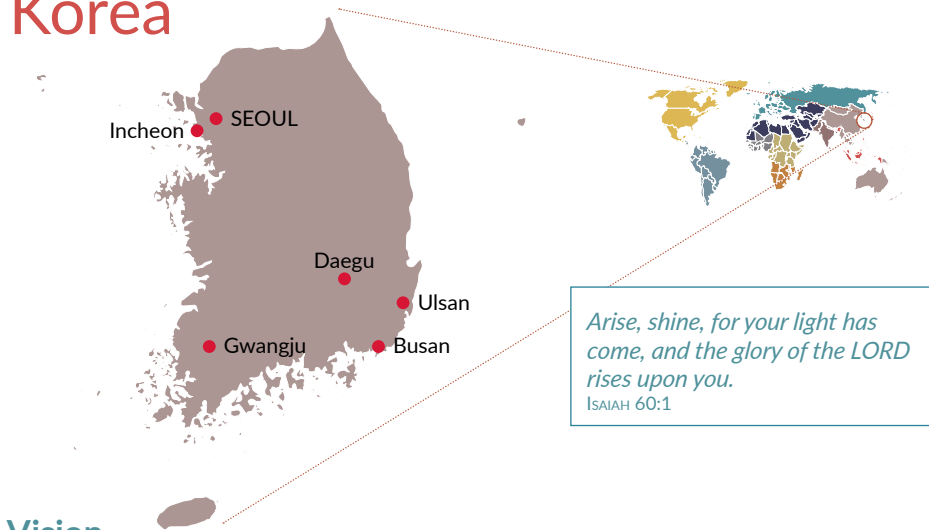 Korea
SEOUL
Incheon
Daegu
Ulsan
Gwangju
Busan
Arise, shine, for your light has
come, and the glory of the LORD
rises upon you.
Isaiah 60:1
Vision